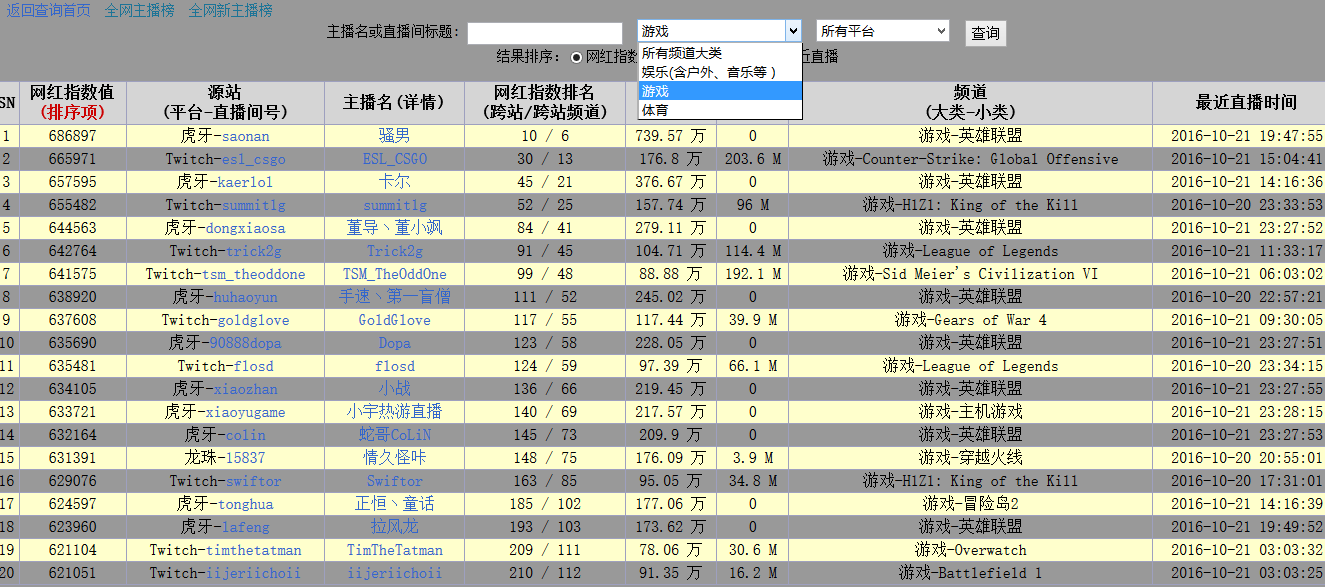 返回查询首页 全网主播榜 全网新主播榜
主播名或直播间标题: 游戏 所有平台 查询
结果排序: 网红指数 近直播
所有频道大类
娱乐(含户外、音乐等 )
游戏
体育
SN 网红指数值 (排序项) 源站 (平台-直播间号) 主播名(详情) 网红指数排名 (跨站/跨站频道) 频道 (大类-小类) 最近直播时间
1 686897 虎牙-saonan 骚男 10 / 6 739.57 万 0 游戏-英雄联盟 2016-10-21 19:47:55
2 665971 Twitch-esl_csgo ESL_CSGO 30 / 13 176.8 万 203.6 M 游戏-Counter-Strike: Global Offensive 2016-10-21 15:04:41
3 657595 虎牙-kaerlol 卡尔 45 / 21 376.67 万 0 游戏-英雄联盟 2016-10-21 14:16:36
4 655482 Twitch-summit1g summit1g 52 / 25 157.74 万 96 M 游戏-H1Z1: King of the Kill 2016-10-20 23:33:53
5 644563 虎牙-dongxiaosa 董导丶董小飒 84 / 41 279.11 万 0 游戏-英雄联盟 2016-10-21 23:27:52
6 642764 Twitch-trick2g Trick2g 91 / 45 104.71 万 114.4 M 游戏-League of Legends 2016-10-21 11:33:17
7 641575 Twitch-tsm_theoddone TSM_TheOddOne 99 / 48 88.88 万 192.1 M 游戏-Sid Meier's Civilization VI 2016-10-21 06:03:02
8 638920 虎牙-huhaoyun 手速丶第一盲僧 111 / 52 245.02 万 0 游戏-英雄联盟 2016-10-20 22:57:21
9 637608 Twitch-goldglove GoldGlove 117 / 55 117.44 万 39.9 M 游戏-Gears of War 4 2016-10-21 09:30:05
10 635690 虎牙-90888dopa Dopa 123 / 58 228.05 万 0 游戏-英雄联盟 2016-10-21 23:27:51
11 635481 Twitch-flosd flosd 124 / 59 97.39 万 66.1 M 游戏-League of Legends 2016-10-20 23:34:15
12 634105 虎牙-xiaozhan 小战 136 / 66 219.45 万 0 游戏-英雄联盟 2016-10-21 23:27:55
13 633721 虎牙-xiaoyugame 小宇热游直播 140 / 69 217.57 万 0 游戏-主机游戏 2016-10-21 23:28:15
14 632164 虎牙-colin 蛇哥CoLiN 145 / 73 209.9 万 0 游戏-英雄联盟 2016-10-21 23:27:53
15 631391 龙珠-15837 情久怪咔 148 / 75 176.09 万 3.9 M 游戏-穿越火线 2016-10-20 20:55:01
16 629076 Twitch-swiftor Swiftor 163 / 85 95.05 万 34.8 M 游戏-H1Z1: King of the Kill 2016-10-20 17:31:01
17 624597 虎牙-tonghua 正恒丶童话 185 / 102 177.06 万 0 游戏-冒险岛2 2016-10-21 14:16:39
18 623960 虎牙-lafeng 拉风龙 193 / 103 173.62 万 0 游戏-英雄联盟 2016-10-21 19:49:52
19 621104 Twitch-timthetatman TimTheTatman 209 / 111 78.06 万 30.6 M 游戏-Overwatch 2016-10-21 03:03:32
20 621051 Twitch-iijeriichoii iijeriichoii 210 / 112 91.35 万 16.2 M 游戏-Battlefield 1 2016-10-21 03:03:25